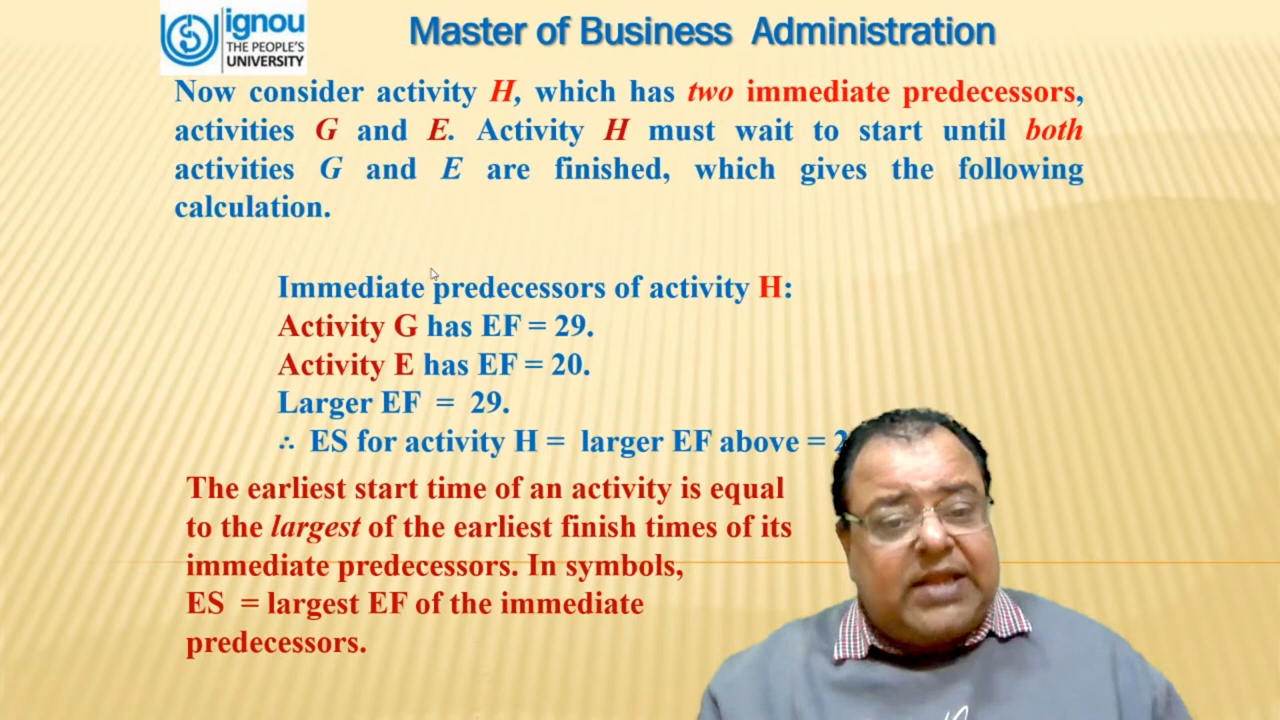 ignou
THE PEOPLE'S
UNIVERSITY
Master of Business Administration
Now consider activity H, which has two immediate predecessors,
activities G and E. Activity H must wait to start until both
activities G and E are finished, which gives the following
calculation.
Immediate predecessors of activity H:
Activity G has EF = 29.
Activity E has EF = 20.
Larger EF = 29.
∴ ES for activity H = larger EF above =
The earliest start time of an activity is equal
to the largest of the earliest finish times of its
immediate predecessors. In symbols,
ES = largest EF of the immediate
predecessors.